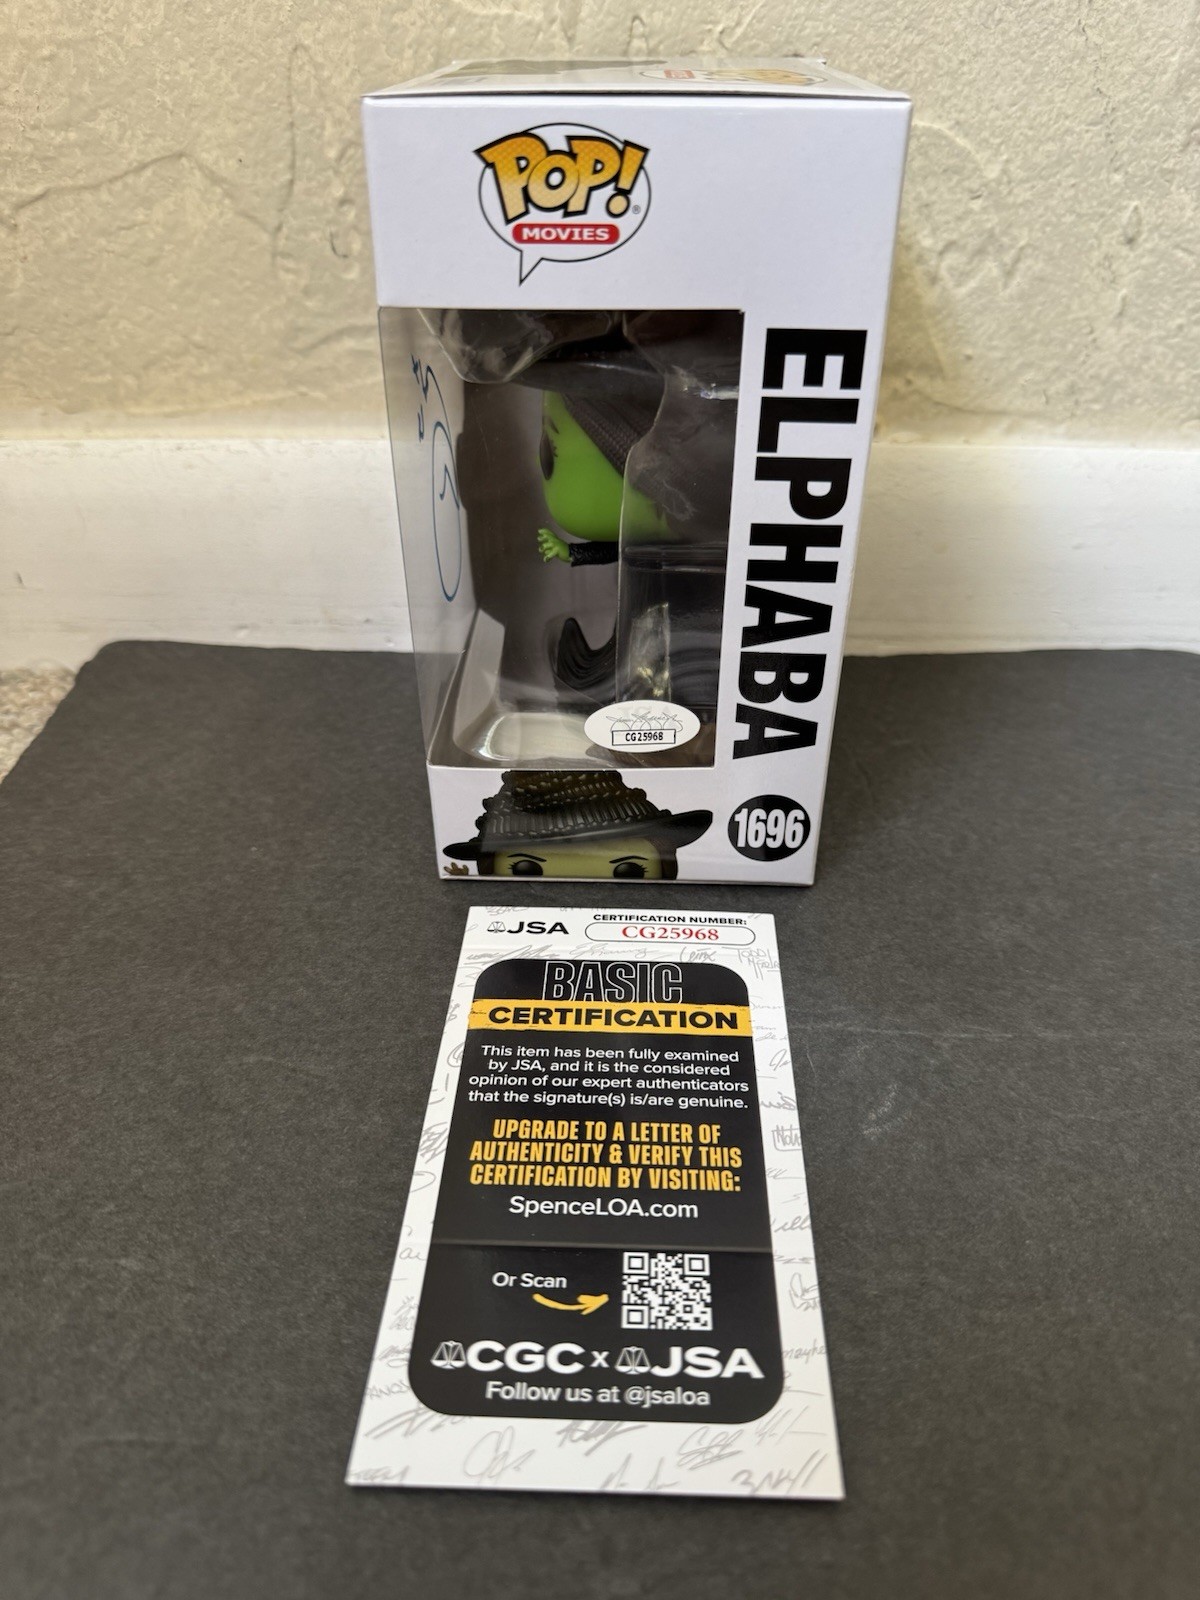 POP!
MOVIES
ELPHABA
1696
CG25968
JSA
CERTIFICATION NUMBER:
CG25968
BASIC
CERTIFICATION
This item has been fully examined
by JSA, and it is the considered
opinion of our expert authenticators
that the signature(s) is/are genuine.
UPGRADE TO A LETTER OF
AUTHENTICITY & VERIFY THIS
CERTIFICATION BY VISITING:
SpenceLOA.com
Or Scan
CGC x JSA
Follow us at @jsaloa